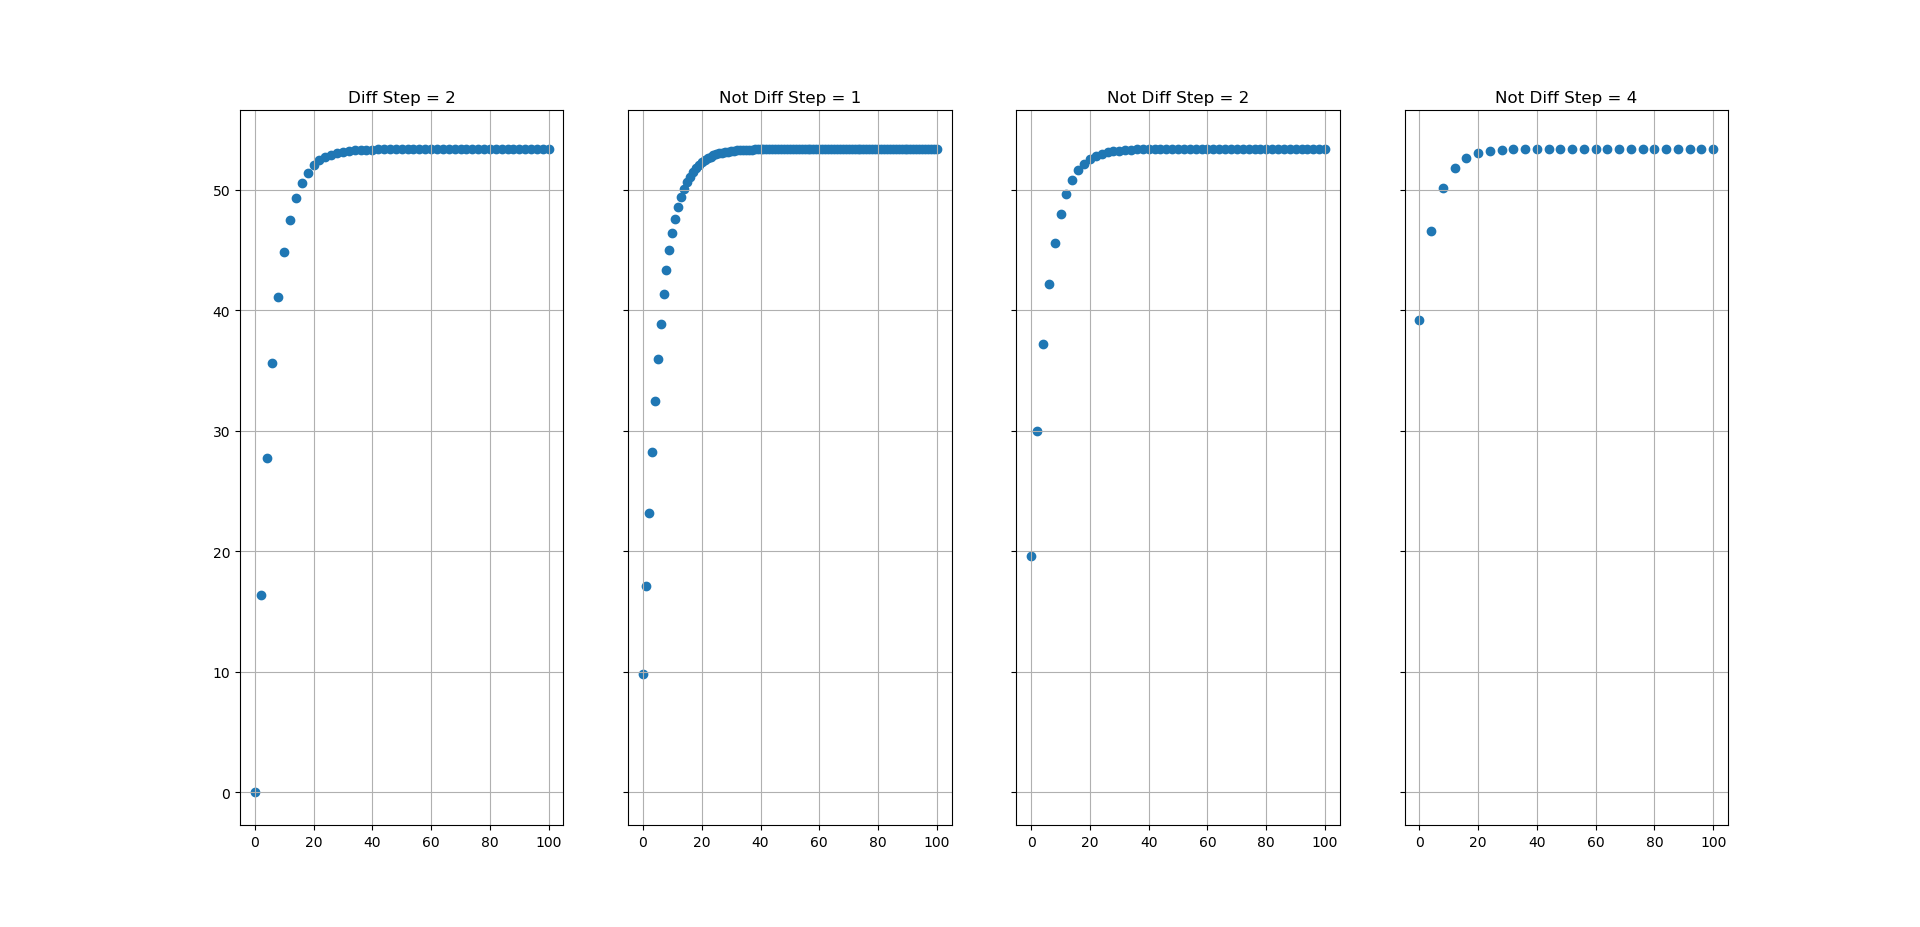 Diff Step = 2
Not Diff Step = 1
Not Diff Step = 2
Not Diff Step = 4
50
40
30
20
10
0
0 20 40 60 80 100
0 20 40 60 80 100
0 20 40 60 80 100
0 20 40 60 80 100